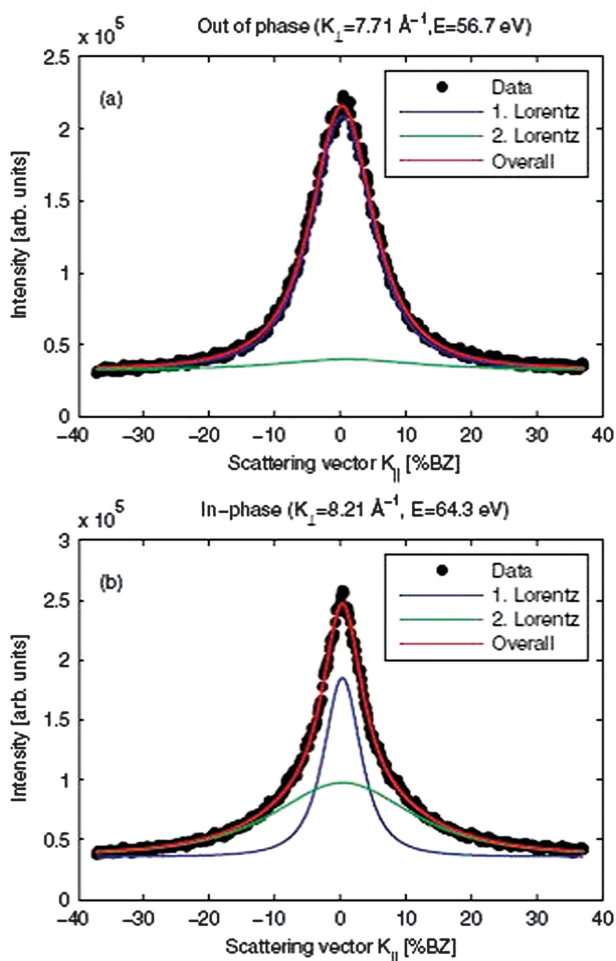 Out of phase (K⊥=7.71 Å⁻¹,E=56.7 eV)
x 10⁵
2.5
2
1.5
1
0.5
0
Intensity [arb. units]
(a)
Data
1. Lorentz
2. Lorentz
Overall
−40 −30 −20 −10 0 10 20 30 40
Scattering vector K|| [%BZ]
In−phase (K⊥=8.21 Å⁻¹, E=64.3 eV)
x 10⁵
3
2.5
2
1.5
1
0.5
0
Intensity [arb. units]
(b)
Data
1. Lorentz
2. Lorentz
Overall
−40 −30 −20 −10 0 10 20 30 40
Scattering vector K|| [%BZ]